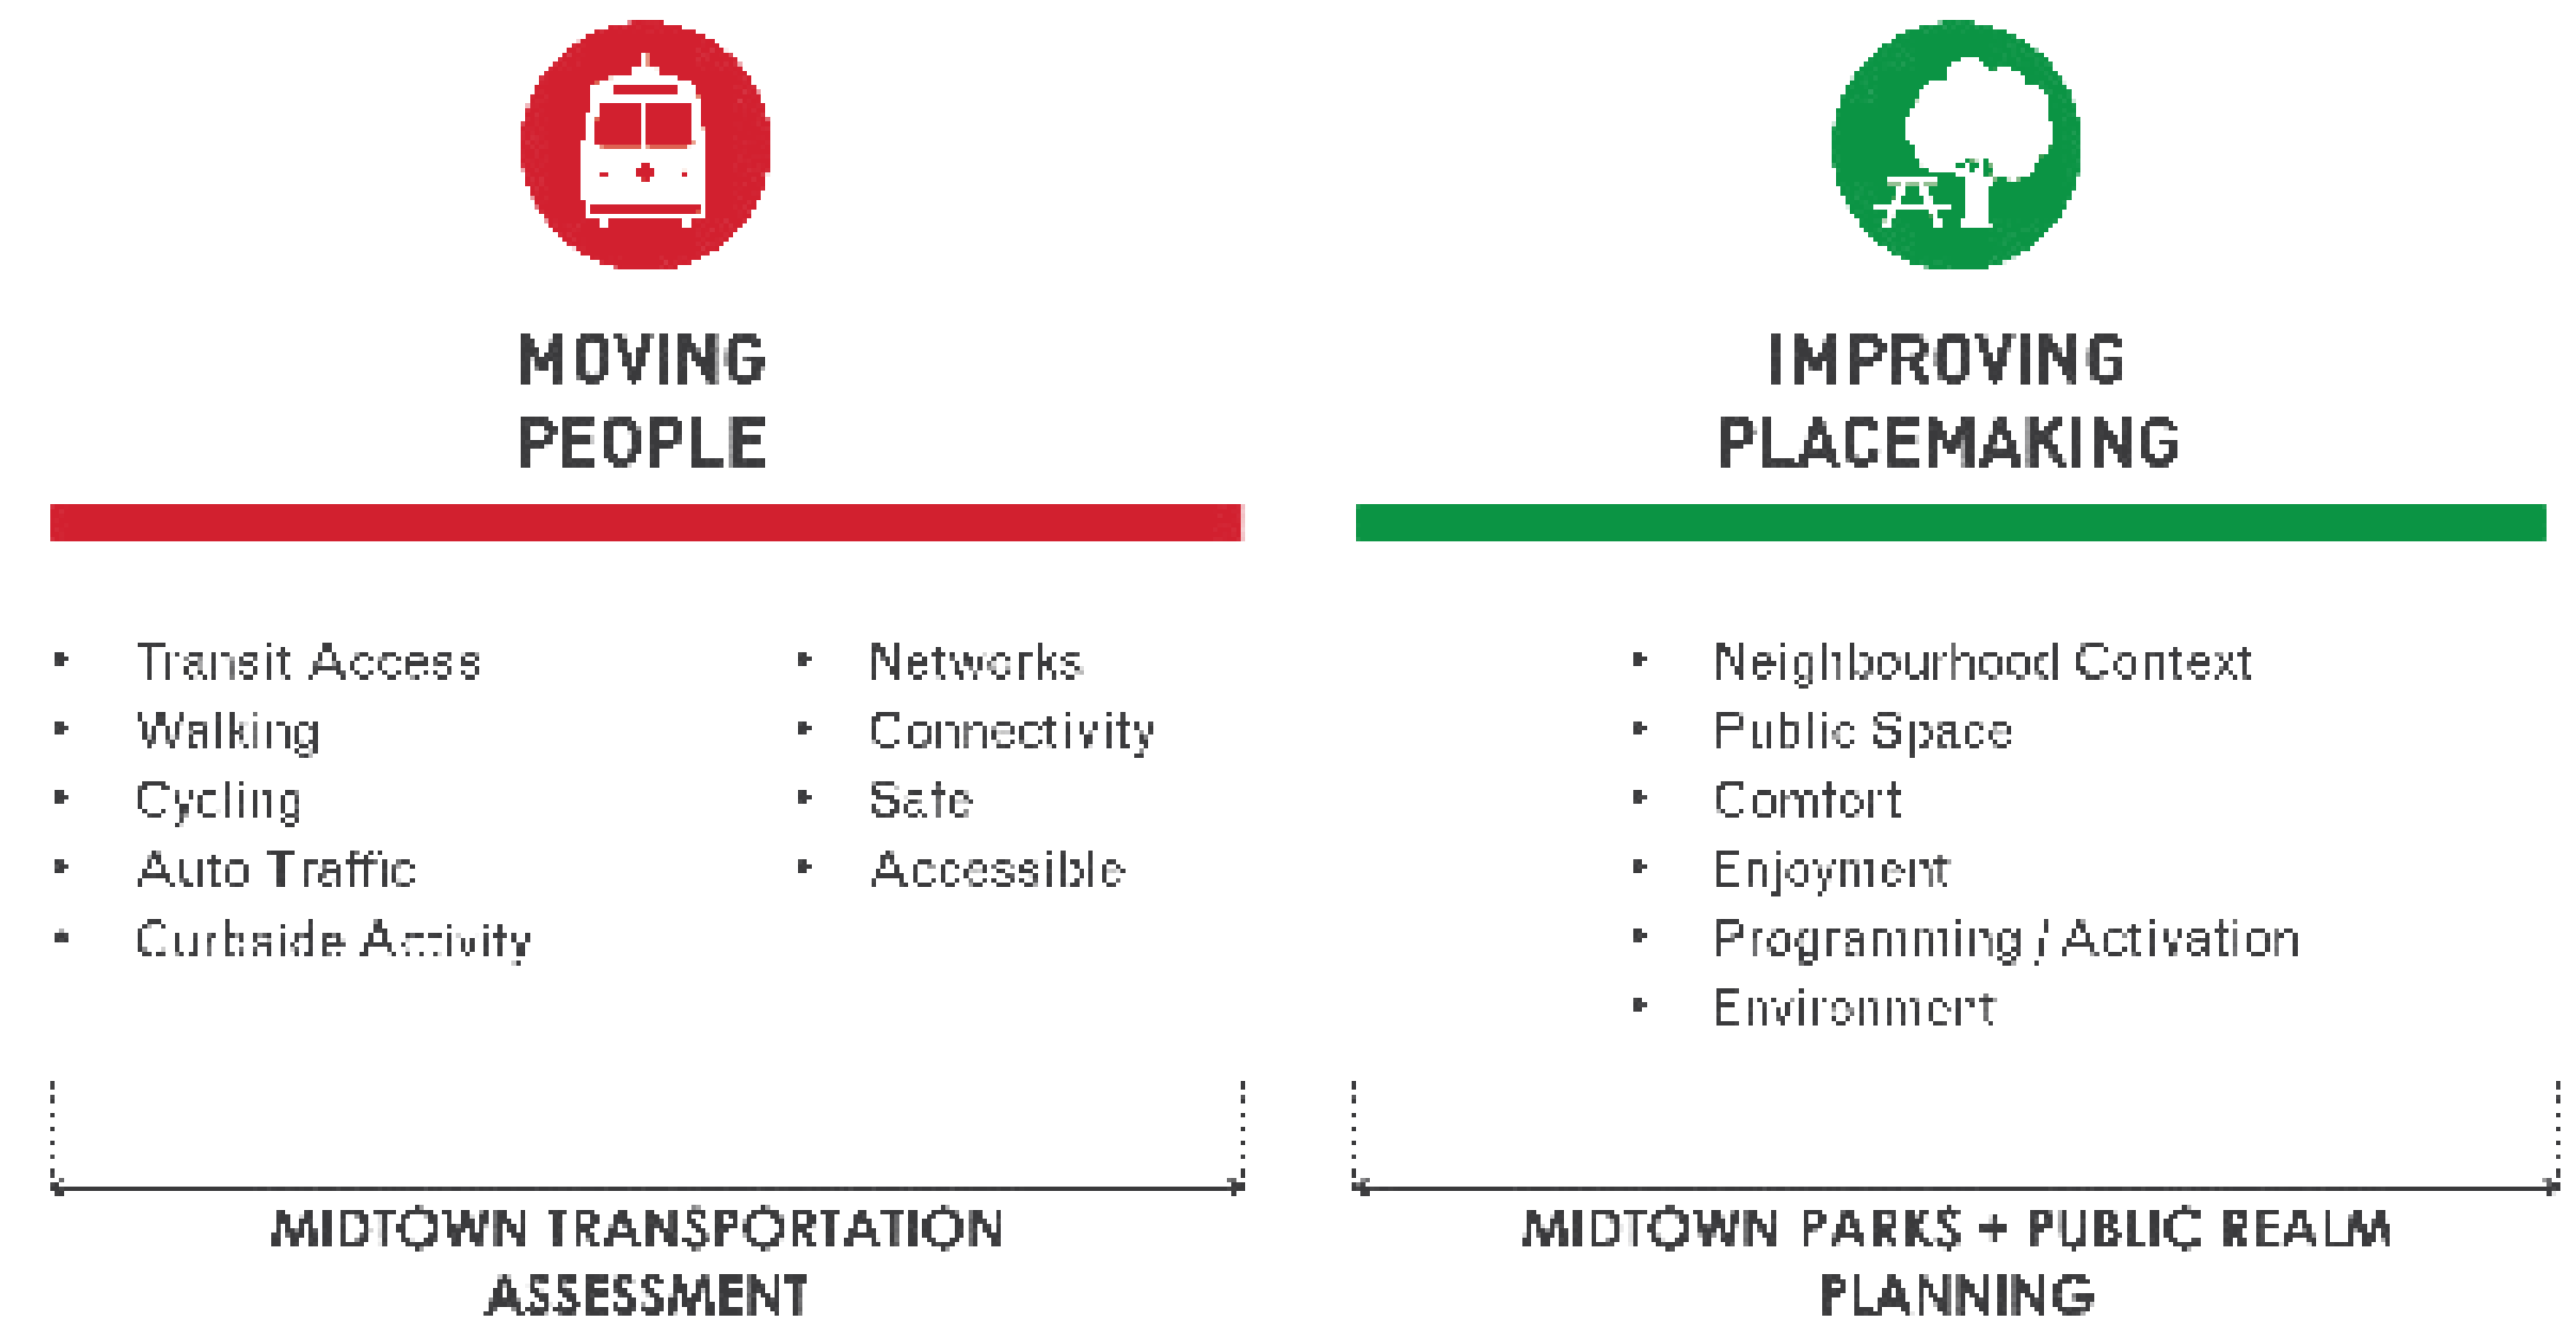 MOVING
PEOPLE
• Transit Access
• Walking
• Cycling
• Auto Traffic
• Curbside Activity
• Networks
• Connectivity
• Safe
• Accessible
MIDTOWN TRANSPORTATION
ASSESSMENT
IMPROVING
PLACEMAKING
• Neighbourhood Context
• Public Space
• Comfort
• Enjoyment
• Programming / Activation
• Environment
MIDTOWN PARKS + PUBLIC REALM
PLANNING